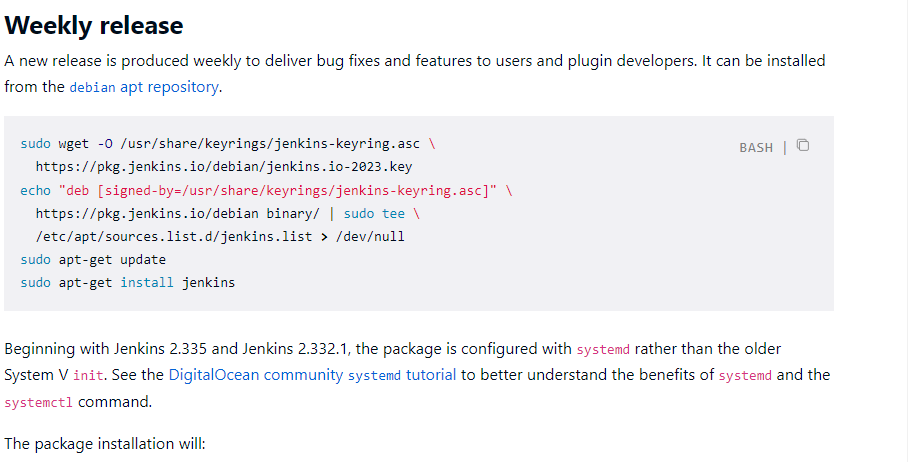 Weekly release
A new release is produced weekly to deliver bug fixes and features to users and plugin developers. It can be installed
from the debian apt repository.
sudo wget -O /usr/share/keyrings/jenkins-keyring.asc \
BASH |
https://pkg.jenkins.io/debian/jenkins.io-2023.key
echo "deb [signed-by=/usr/share/keyrings/jenkins-keyring.asc]" \
https://pkg.jenkins.io/debian binary/ | sudo tee \
/etc/apt/sources.list.d/jenkins.list > /dev/null
sudo apt-get update
sudo apt-get install jenkins
Beginning with Jenkins 2.335 and Jenkins 2.332.1, the package is configured with systemd rather than the older
System V init. See the DigitalOcean community systemd tutorial to better understand the benefits of systemd and the
systemctl command.
The package installation will: